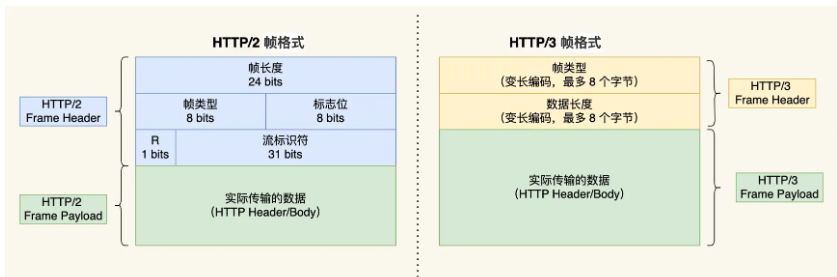 HTTP/2 帧格式
HTTP/2
Frame Header
帧长度
24 bits
帧类型
8 bits
标志位
8 bits
R
1 bits
流标识符
31 bits
HTTP/2
Frame Payload
实际传输的数据
(HTTP Header/Body)
HTTP/3 帧格式
帧类型
(变长编码，最多 8 个字节)
数据长度
(变长编码，最多 8 个字节)
HTTP/3
Frame Header
实际传输的数据
(HTTP Header/Body)
HTTP/3
Frame Payload